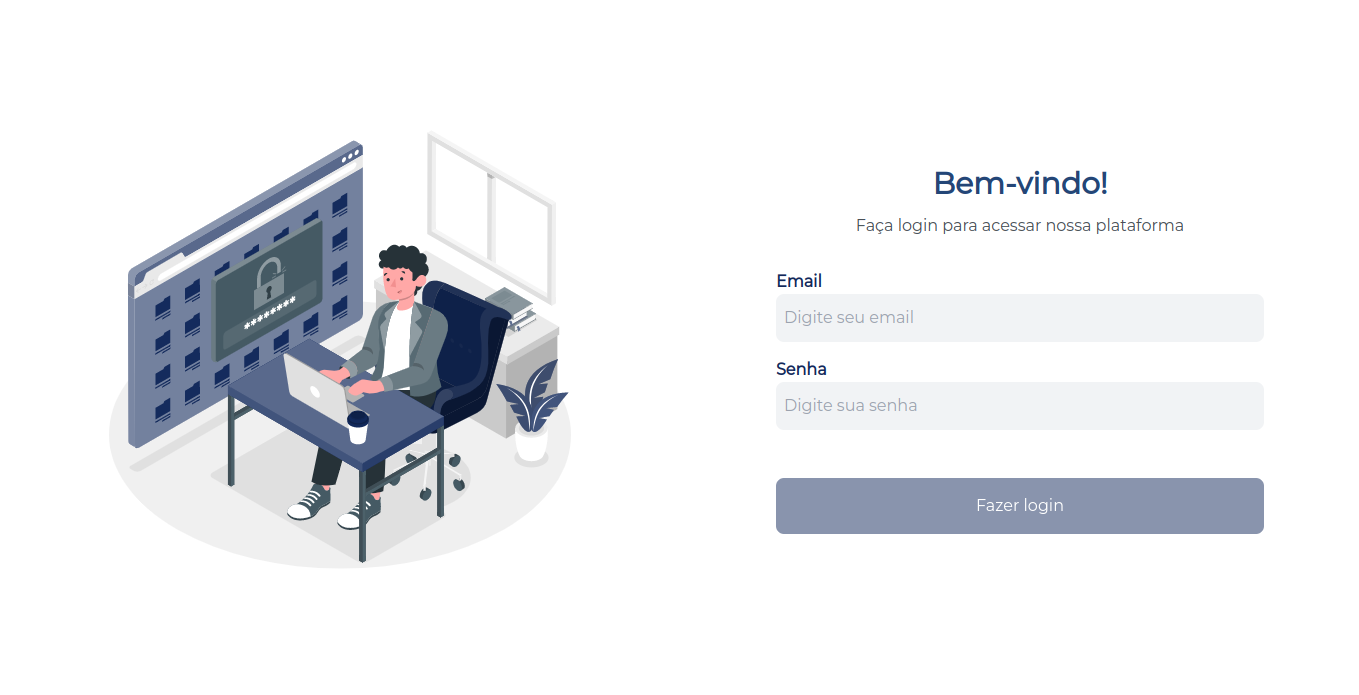 Bem-vindo!
Faça login para acessar nossa plataforma
Email
Digite seu email
Senha
Digite sua senha
Fazer login
********